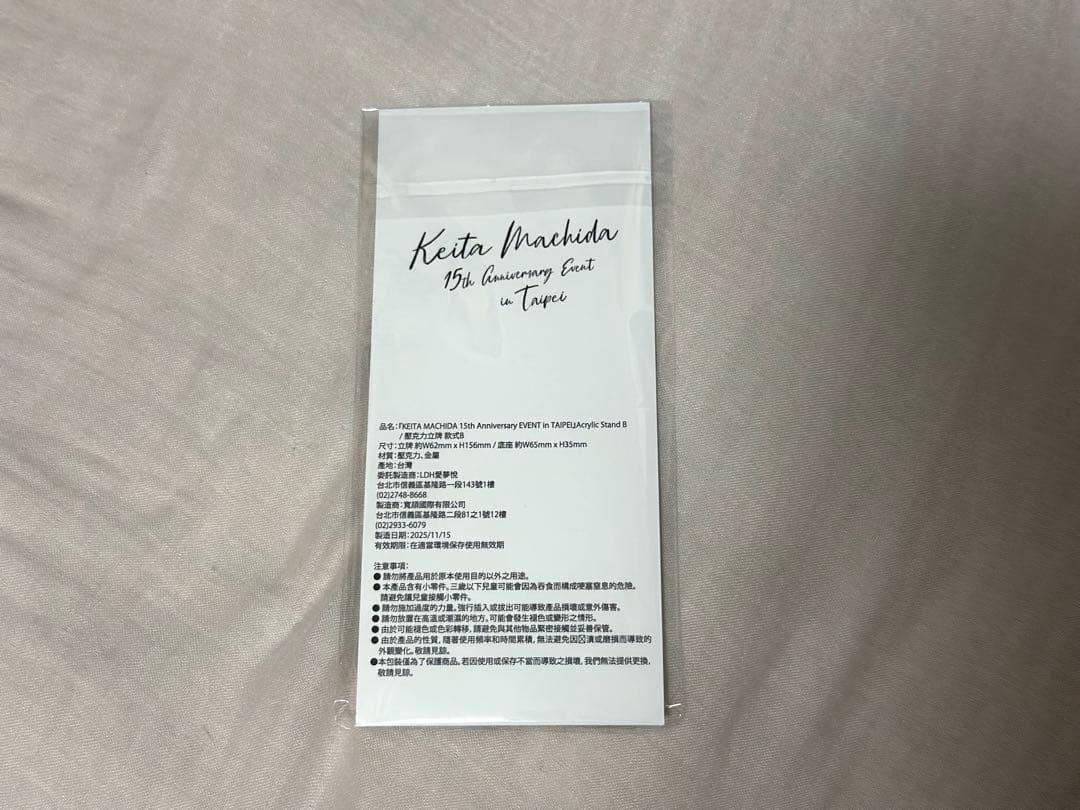 Keita Machida
15th Anniversary Event
in Taipei
品名:「KEITA MACHIDA 15th Anniversary EVENT in TAIPEI」Acrylic Stand B
/ 壓克力立牌 款式B
尺寸:立牌 約W62mm x H156mm / 底座 約W65mm x H35mm
材質:壓克力、金屬
產地:台灣
委託製造商:LDH愛夢悅
台北市信義區基隆路一段143號1樓
(02)2748-8668
製造商:寬頡國際有限公司
台北市信義區基隆路二段81之1號12樓
(02)2933-6079
製造日期:2025/11/15
有效期限:在適當環境保存使用無效期
注意事項:
● 請勿將產品用於原本使用目的以外之用途。
● 本產品含有小零件。三歲以下兒童可能會因為吞食而構成哽塞窒息的危險。
請避免讓兒童接觸小零件。
● 請勿施加過度的力量。強行插入或拔出可能導致產品損壞或意外傷害。
● 請勿放置在高溫或潮濕的地方。可能會發生褪色或變形之情形。
● 由於可能褪色或色彩轉移,請避免與其他物品緊密接觸並妥善保管。
● 由於產品的性質,隨著使用頻率和時間累積,無法避免因☒漬或磨損而導致的
外觀變化。敬請見諒。
●本包裝僅為了保護商品。若因使用或保存不當而導致之損壞,我們無法提供更換,
敬請見諒。